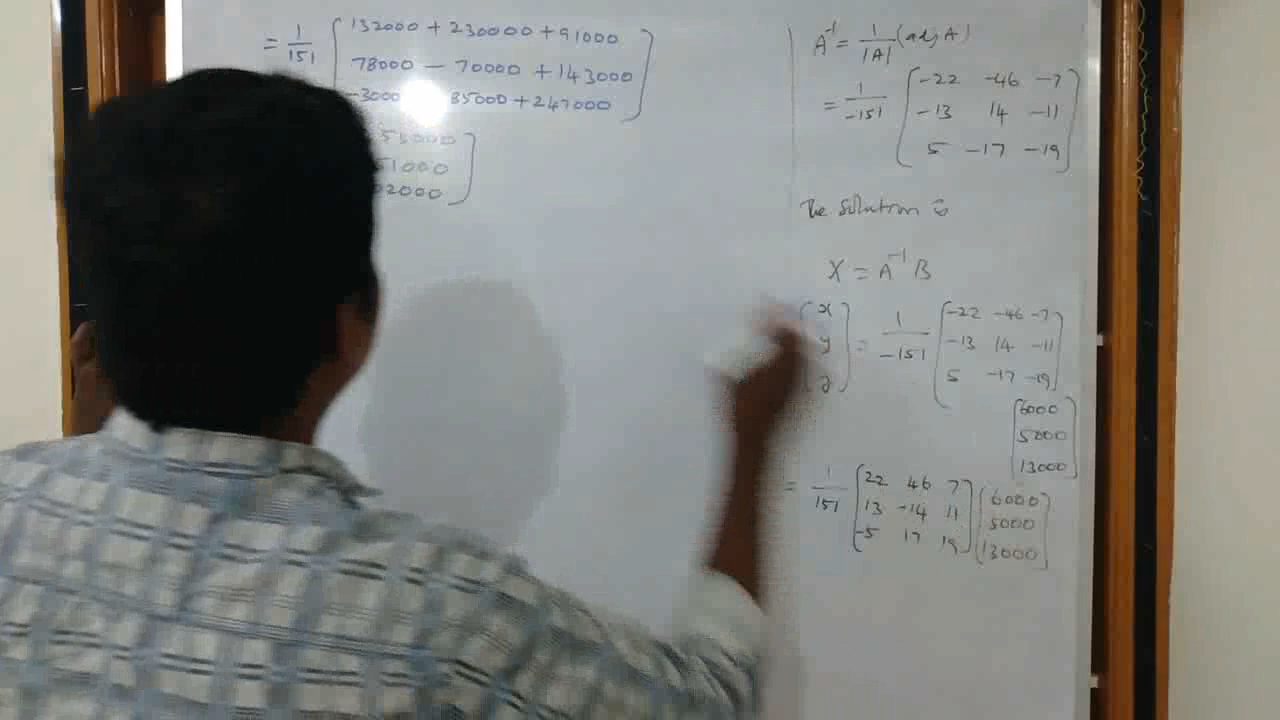 = 1/151 [ 132000 + 230000 + 91000
78000 - 70000 + 143000
-3000 85000 + 247000 ]
53000
51000
02000 ]
A⁻¹ = 1/|A| (adj A)
= 1/-151 [ -22 -46 -7
-13 14 -11
5 -17 -19 ]
The solution is
X = A⁻¹ B
[ x y z ] = 1/-151 [ -22 -46 -7
-13 14 -11
5 -17 -19 ]
[ 6000
5000
13000 ]
= 1/151 [ 22 46 7 ] [ 6000
13 -14 11 5000
-5 17 19 ] 13000 ]